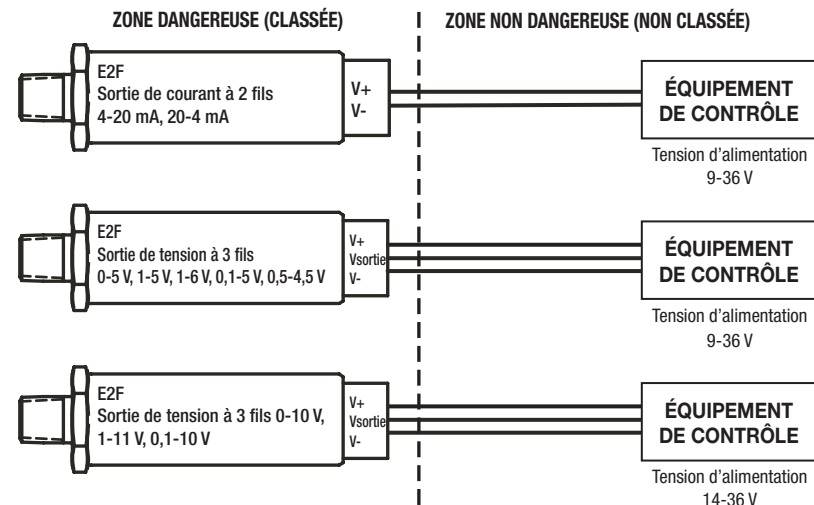 ZONE DANGEREUSE (CLASSÉE)
ZONE NON DANGEREUSE (NON CLASSÉE)
E2F
Sortie de courant à 2 fils
4-20 mA, 20-4 mA
V+
V-
ÉQUIPEMENT
DE CONTRÔLE
Tension d’alimentation
9-36 V
E2F
Sortie de tension à 3 fils
0-5 V, 1-5 V, 1-6 V, 0,1-5 V, 0,5-4,5 V
V+
Vsortie
V-
ÉQUIPEMENT
DE CONTRÔLE
Tension d’alimentation
9-36 V
E2F
Sortie de tension à 3 fils 0-10 V,
1-11 V, 0,1-10 V
V+
Vsortie
V-
ÉQUIPEMENT
DE CONTRÔLE
Tension d’alimentation
14-36 V